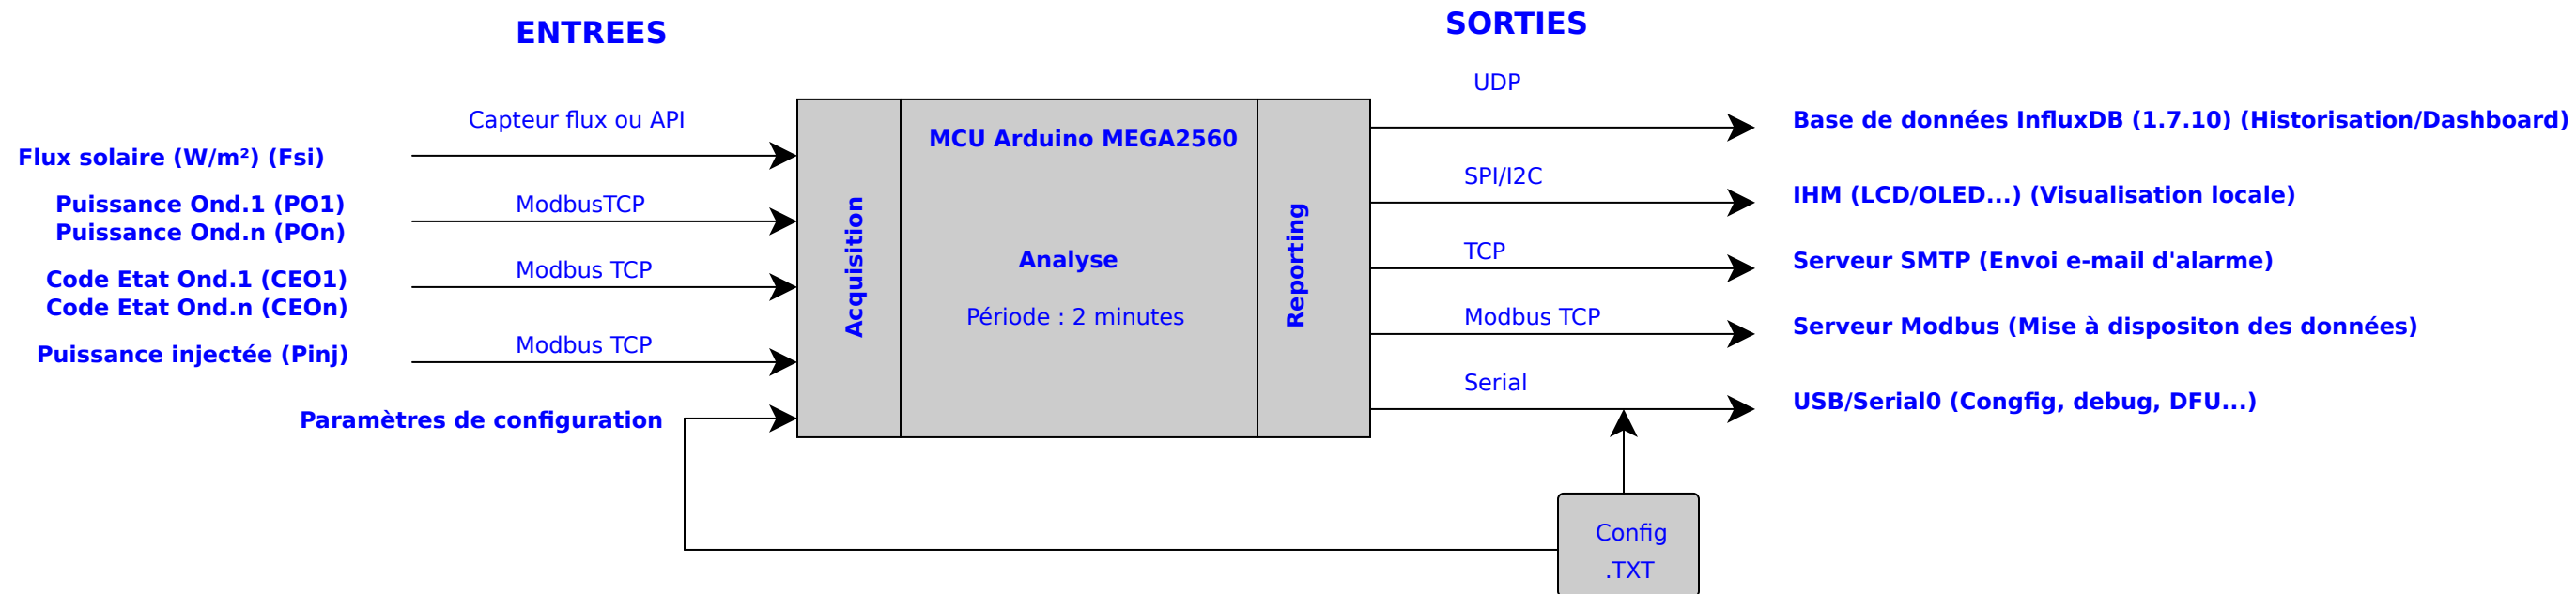 ENTREES
SORTIES
Capteur flux ou API
Flux solaire (W/m²) (Fsi)
ModbusTCP
Puissance Ond.1 (PO1)
Puissance Ond.n (POn)
Modbus TCP
Code Etat Ond.1 (CEO1)
Code Etat Ond.n (CEOn)
Modbus TCP
Puissance injectée (Pinj)
Paramètres de configuration
Acquisition
MCU Arduino MEGA2560
Analyse
Période : 2 minutes
Reporting
UDP
Base de données InfluxDB (1.7.10) (Historisation/Dashboard)
SPI/I2C
IHM (LCD/OLED...) (Visualisation locale)
TCP
Serveur SMTP (Envoi e-mail d'alarme)
Modbus TCP
Serveur Modbus (Mise à dispositon des données)
Serial
USB/Serial0 (Congfig, debug, DFU...)
Config
.TXT